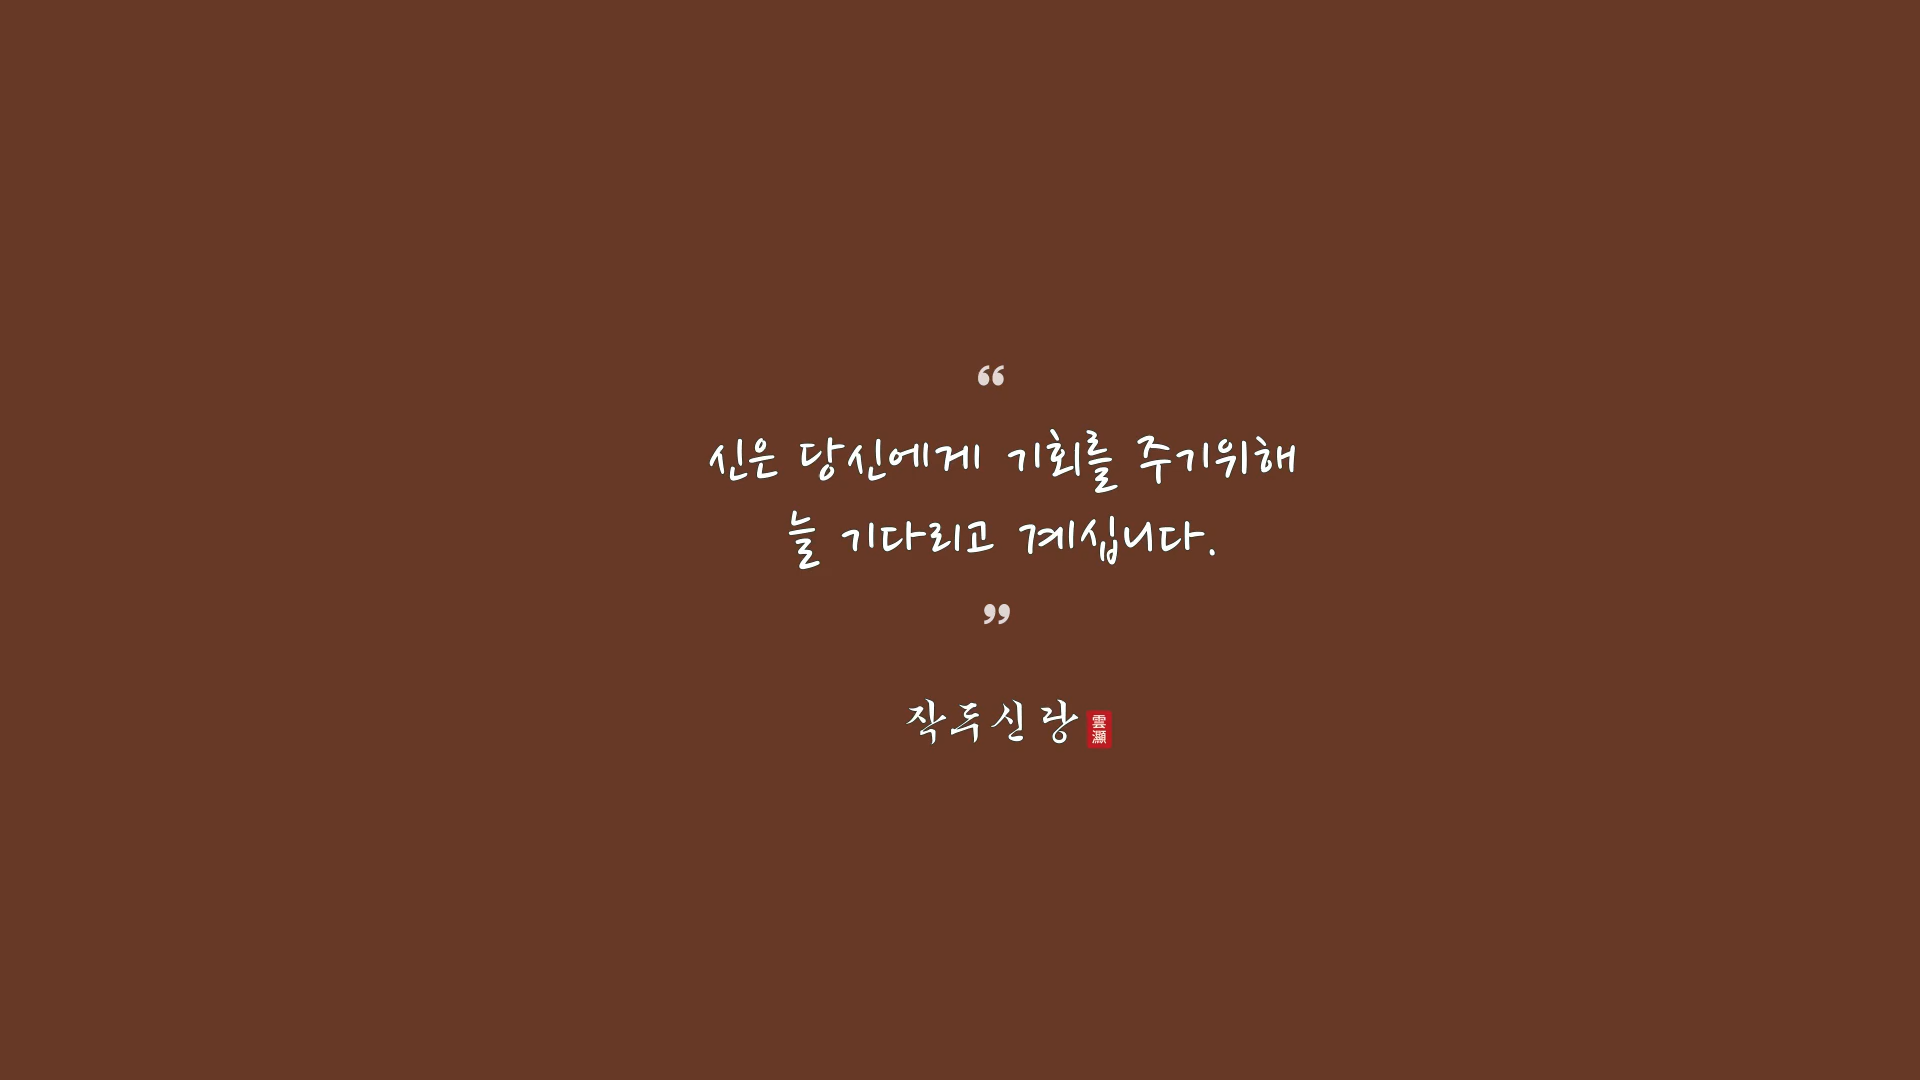 “
신은 당신에게 기회를 주기위해
늘 기다리고 계십니다.
”
작두신랑
雲
灝